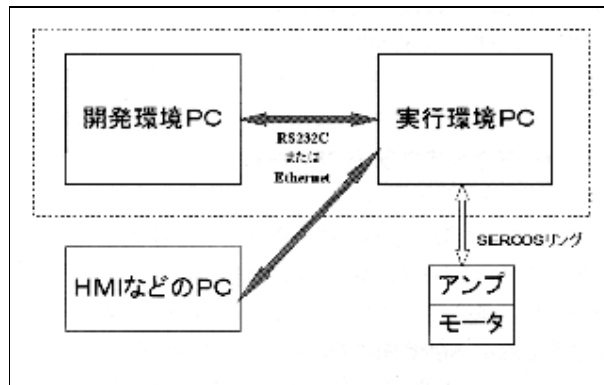 開発環境PC
実行環境PC
RS232C
または
Ethernet
SERCOSリング
HMIなどのPC
アンプ
モータ